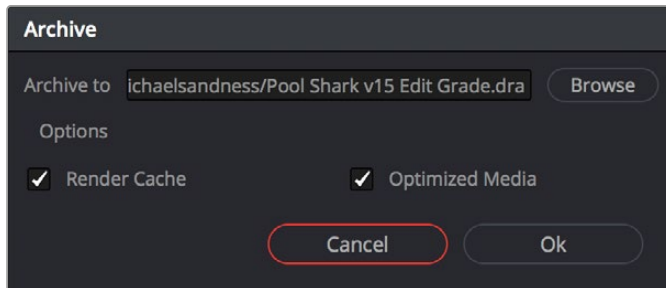 Archive
Archive to ichaelsandness/Pool Shark v15 Edit Grade.dra Browse
Options
Render Cache Optimized Media
Cancel Ok